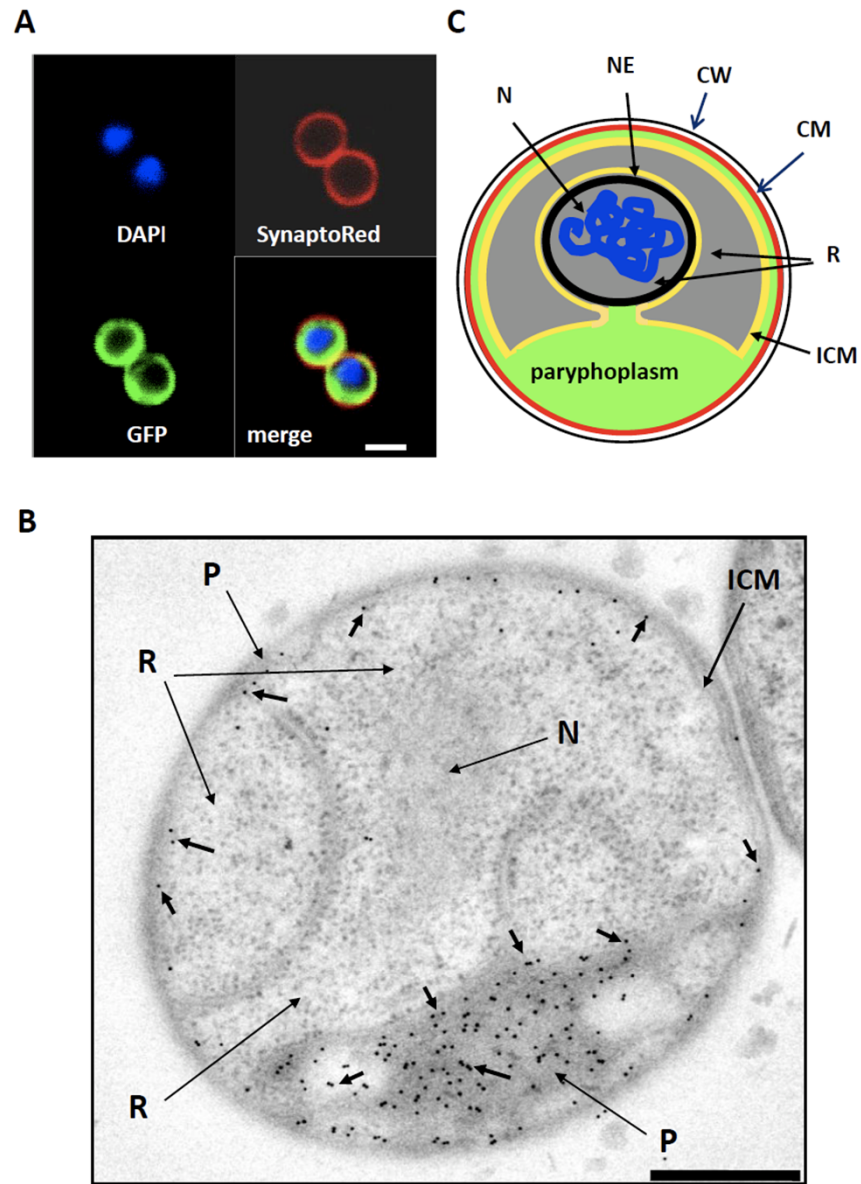 A
DAPI
SynaptoRed
GFP
merge
C
N
NE
CW
CM
R
ICM
paryphoplasm
B
P
ICM
R
N
R
P